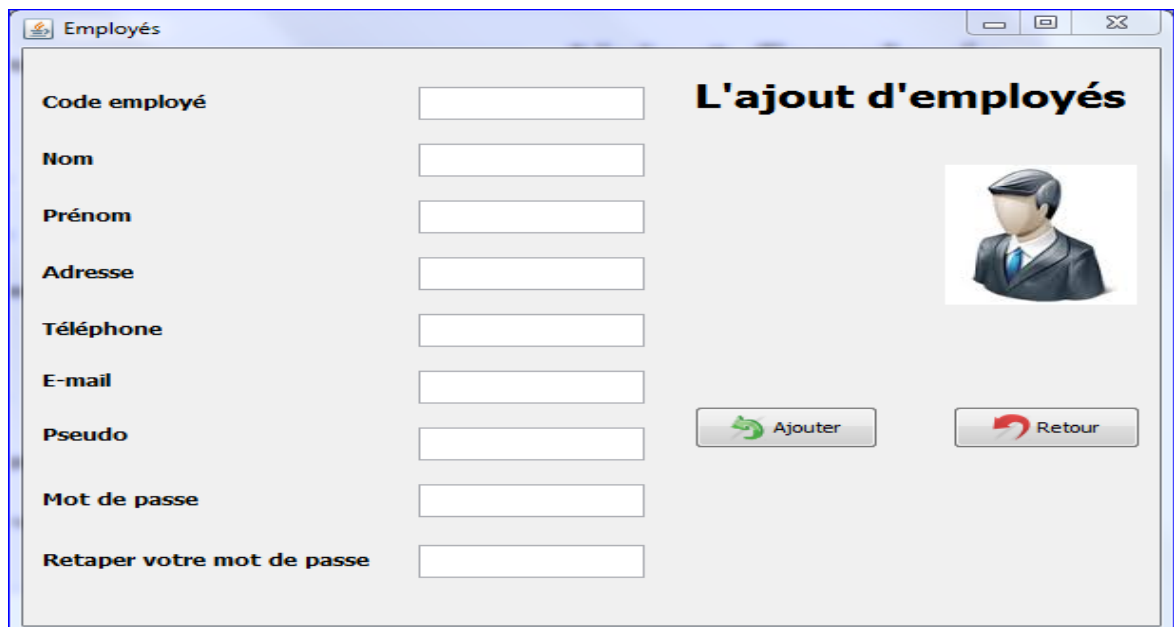 Employés
Code employé
L'ajout d'employés
Nom
Prénom
Adresse
Téléphone
E-mail
Pseudo
Ajouter
Retour
Mot de passe
Retaper votre mot de passe